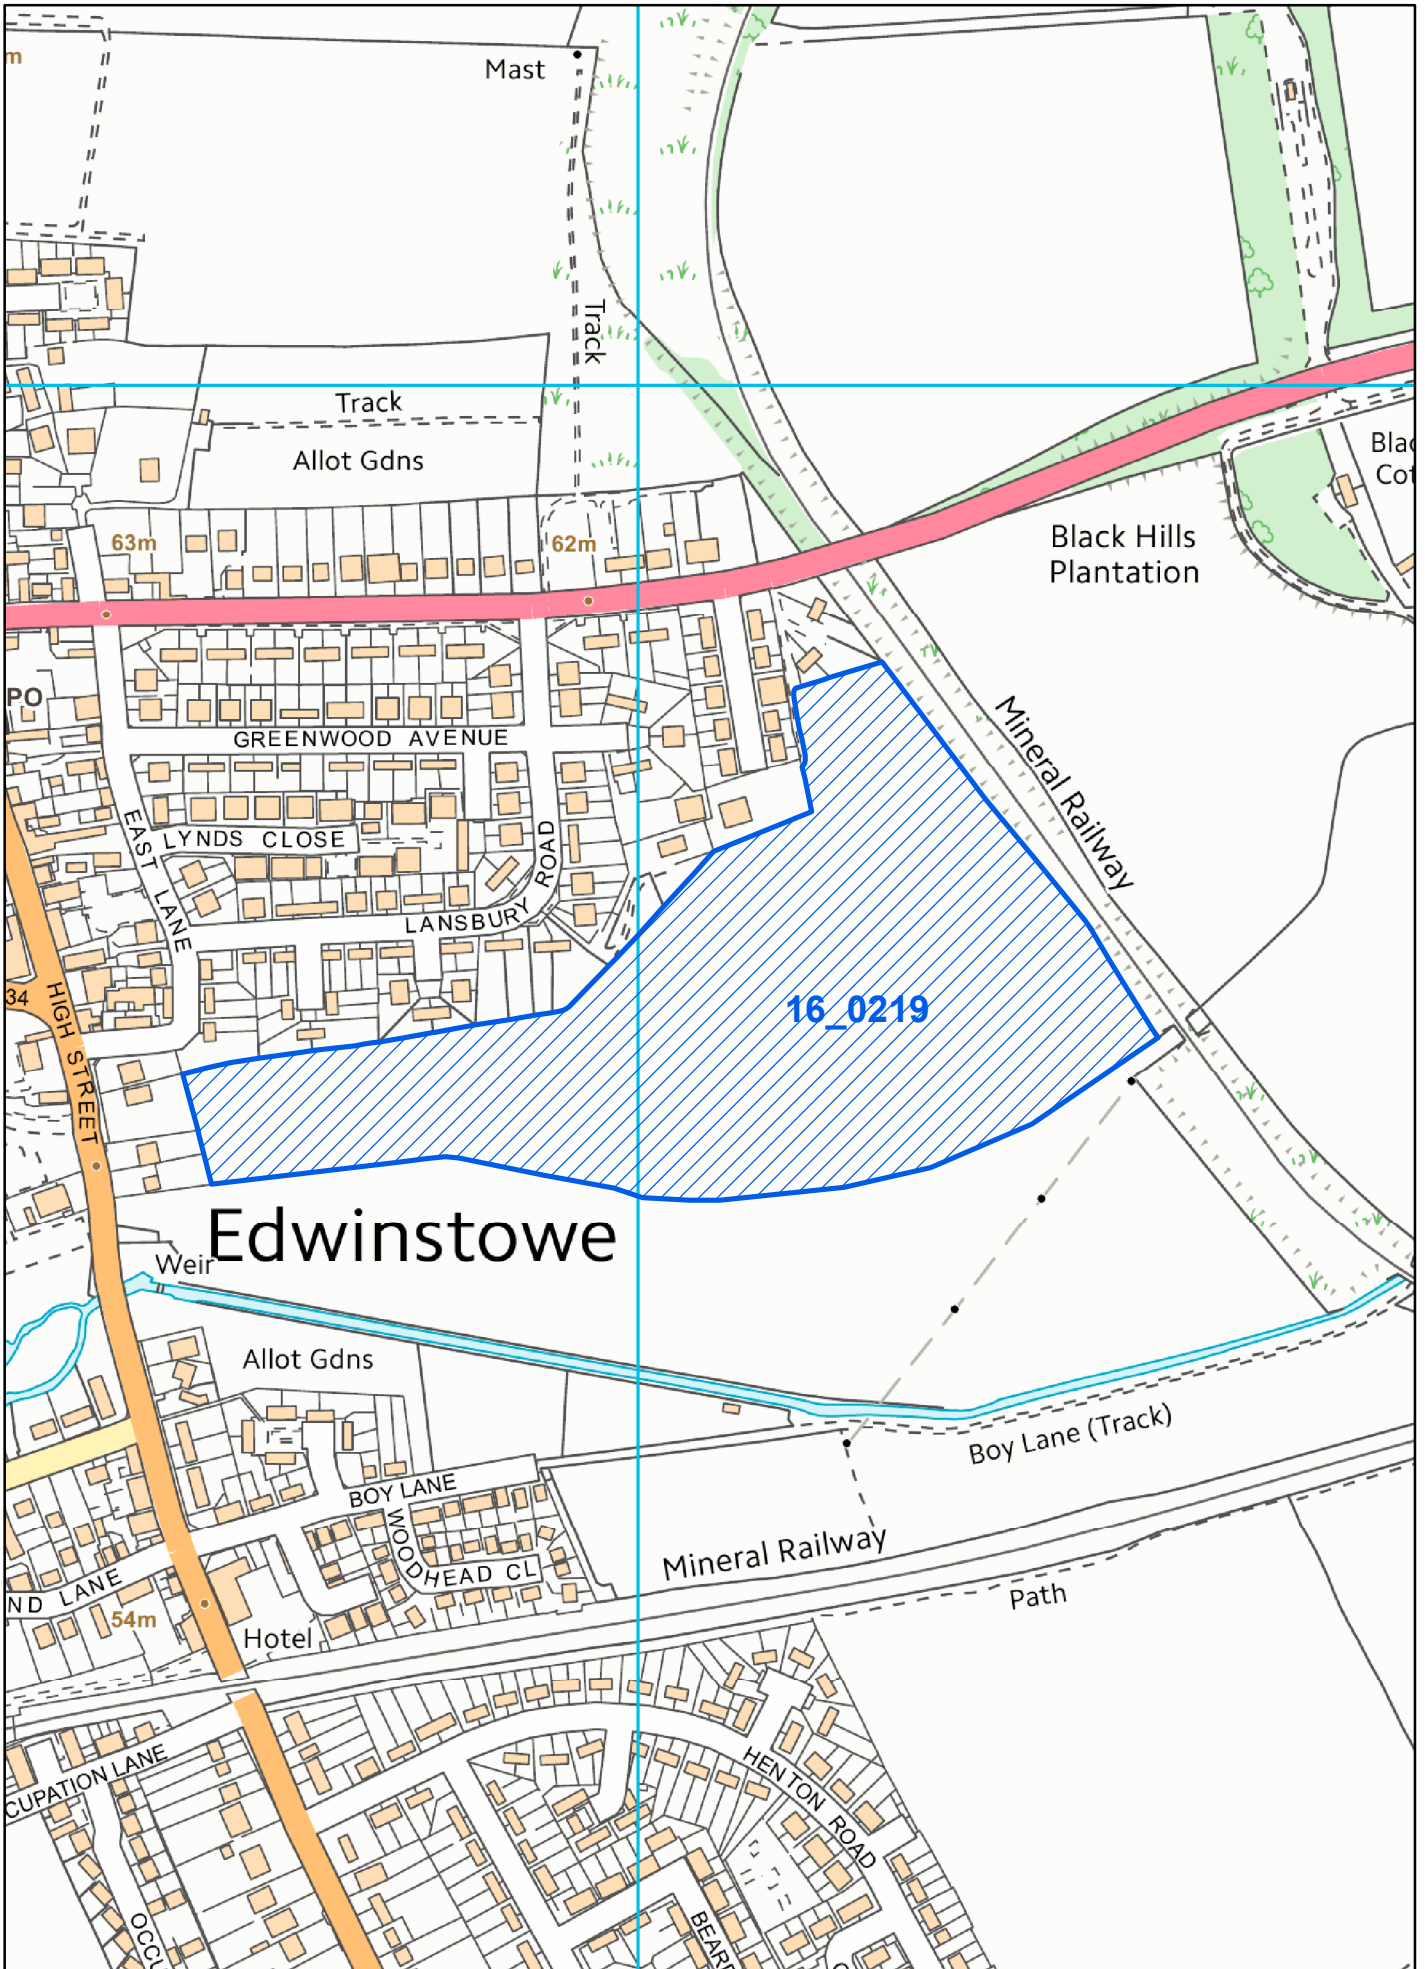 m
Mast
Track
Track
Allot Gdns
63m
62m
Black Hills
Plantation
PO
GREENWOOD AVENUE
EAST LANE
LYNDS CLOSE
LANSBURY
ROAD
Mineral Railway
34
HIGH STREET
16_0219
Edwinstowe
Weir
Allot Gdns
Boy Lane (Track)
BOY LANE
WOODHEAD CL
Mineral Railway
Path
ND LANE
54m
Hotel
CUPATION LANE
HENTON ROAD
OCCU
BEARD